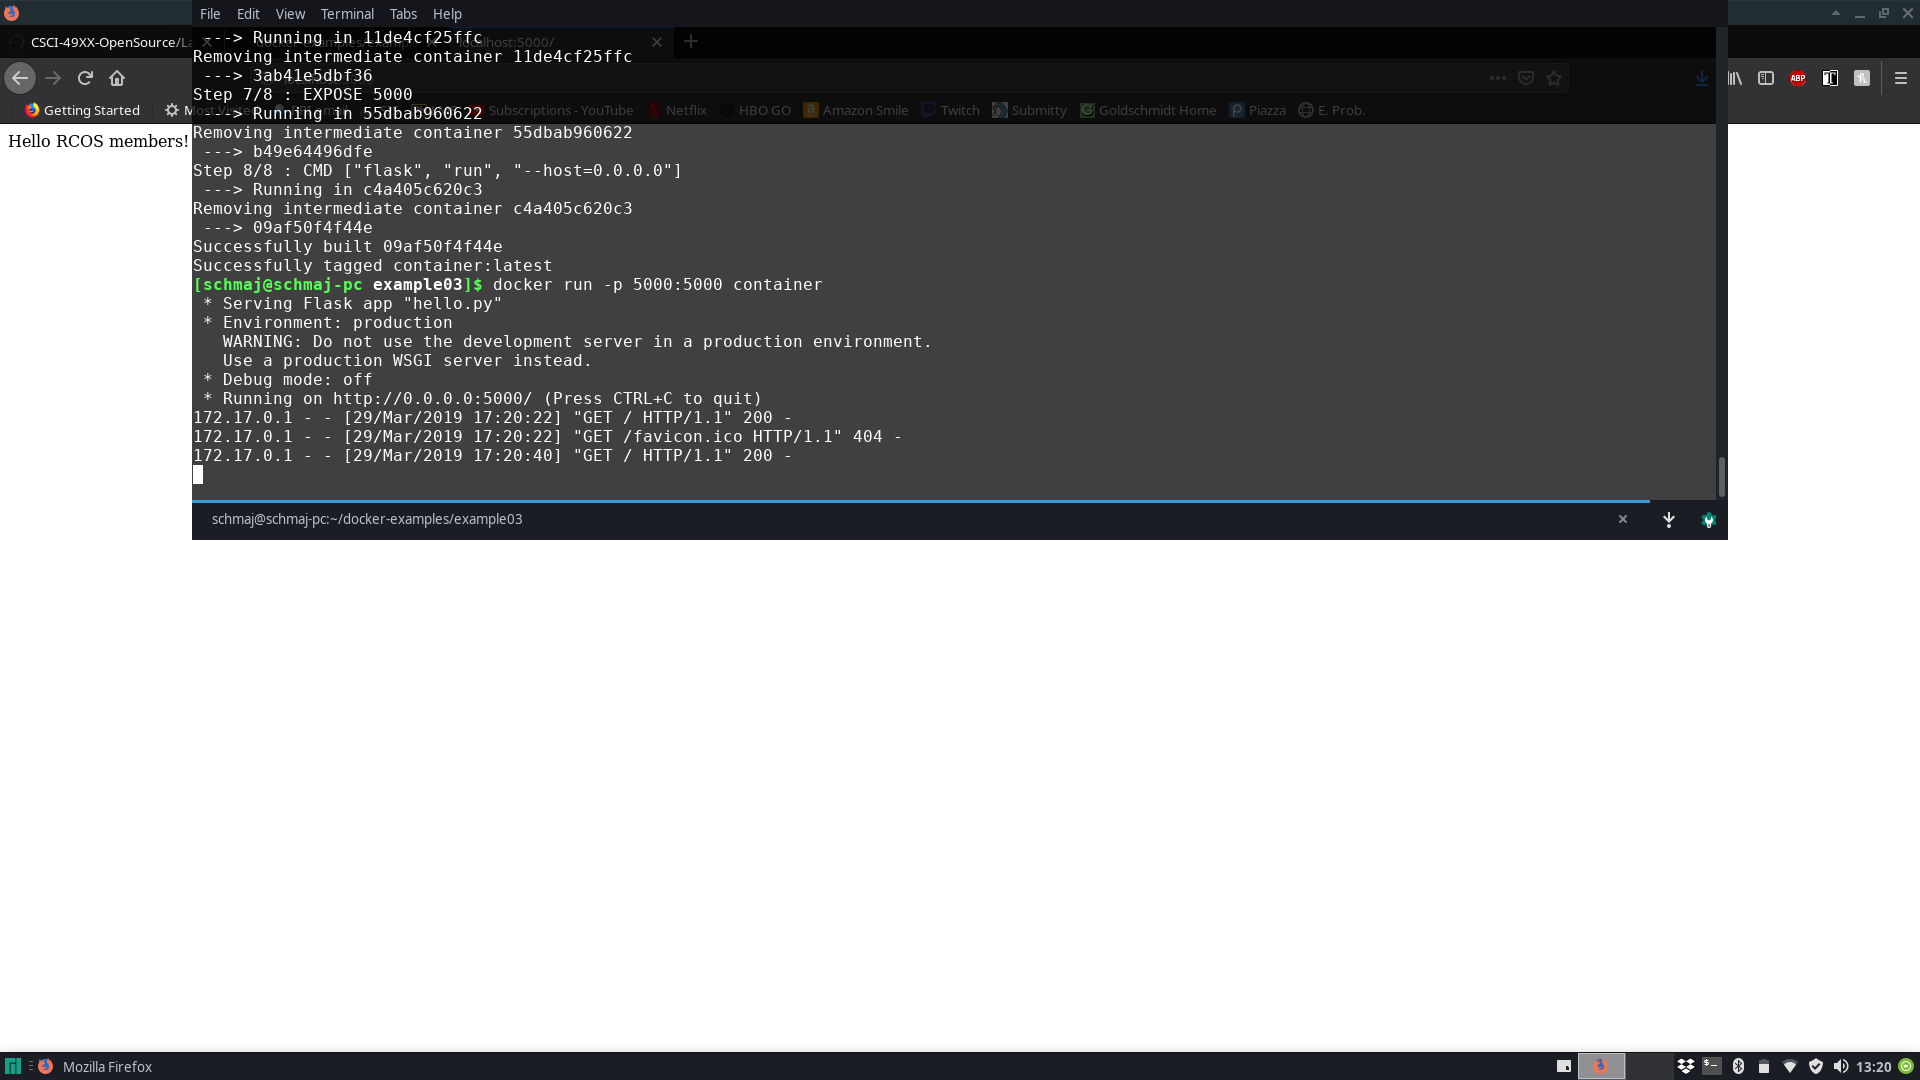 File Edit View Terminal Tabs Help
CSCI-49XX-OpenSource/La
localhost:5000/
---> Running in 11de4cf25ffc
Removing intermediate container 11de4cf25ffc
---> 3ab41e5dbf36
Step 7/8 : EXPOSE 5000
---> Running in 55dbab960622
Getting Started
Subscriptions - YouTube
Netflix
HBO GO
Amazon Smile
Twitch
Submitty
Goldschmidt Home
Piazza
E. Prob.
ABP
Hello RCOS members!
Removing intermediate container 55dbab960622
---> b49e64496dfe
Step 8/8 : CMD ["flask", "run", "--host=0.0.0.0"]
---> Running in c4a405c620c3
Removing intermediate container c4a405c620c3
---> 09af50f4f44e
Successfully built 09af50f4f44e
Successfully tagged container:latest
[schmaj@schmaj-pc example03]$ docker run -p 5000:5000 container
* Serving Flask app "hello.py"
* Environment: production
WARNING: Do not use the development server in a production environment.
Use a production WSGI server instead.
* Debug mode: off
* Running on http://0.0.0.0:5000/ (Press CTRL+C to quit)
172.17.0.1 - - [29/Mar/2019 17:20:22] "GET / HTTP/1.1" 200 -
172.17.0.1 - - [29/Mar/2019 17:20:22] "GET /favicon.ico HTTP/1.1" 404 -
172.17.0.1 - - [29/Mar/2019 17:20:40] "GET / HTTP/1.1" 200 -
schmaj@schmaj-pc:~/docker-examples/example03
Mozilla Firefox
13:20